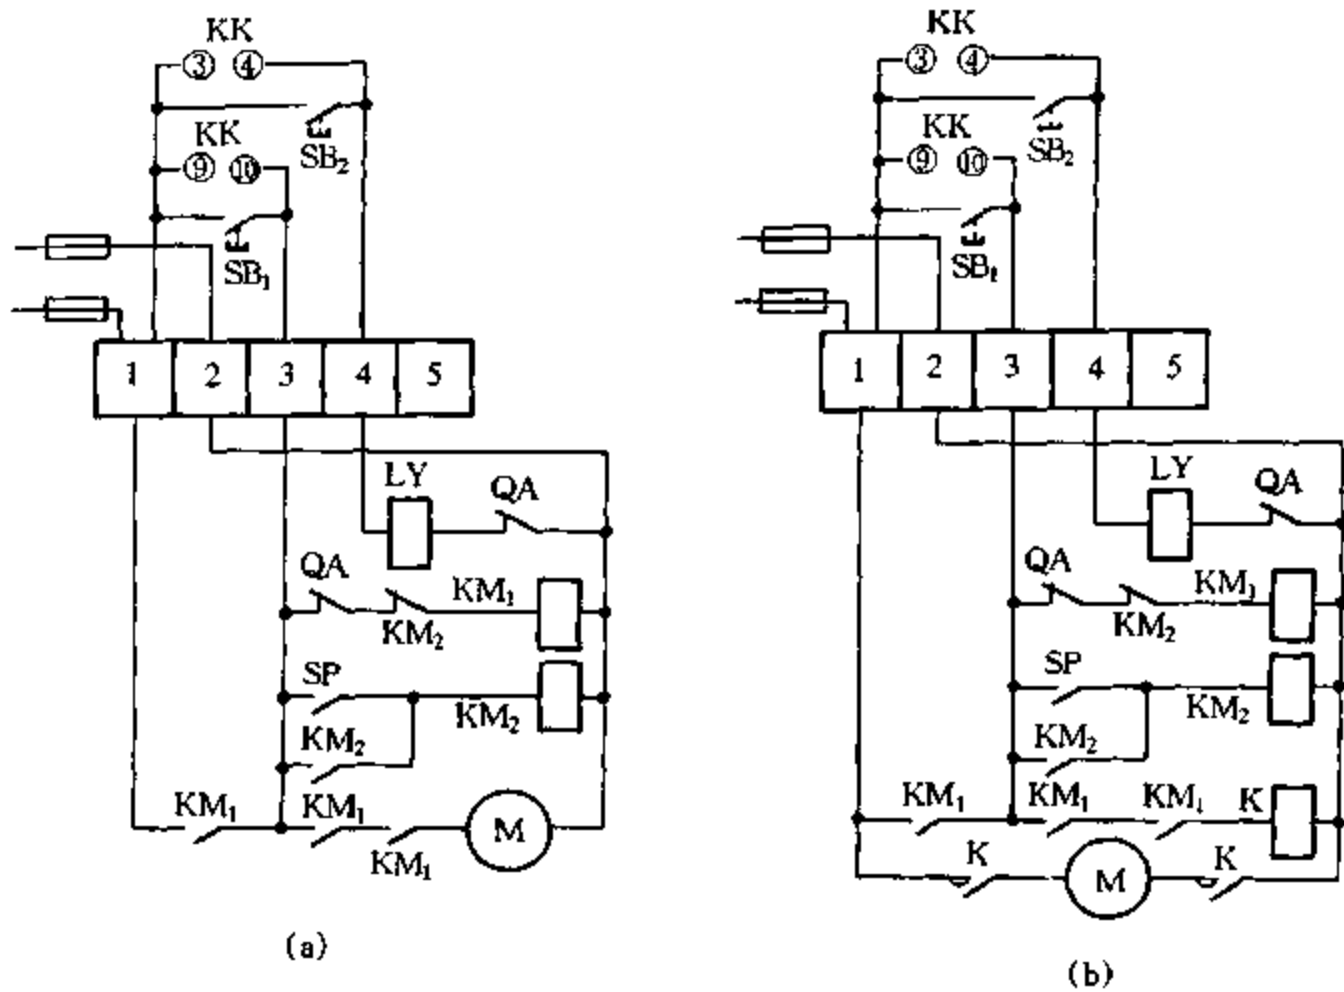 KK
③ ④
SB₂
KK
⑨ ⑩
SB₁
1 2 3 4 5
LY
QA
QA
KM₁
KM₂
SP
KM₂
KM₂
KM₁
KM₁
KM₁
M
(a)
KK
③ ④
SB₂
KK
⑨ ⑩
SB₁
1 2 3 4 5
LY
QA
QA
KM₁
KM₂
SP
KM₂
KM₂
KM₁
KM₁
KM₁
K
K
M
K
(b)